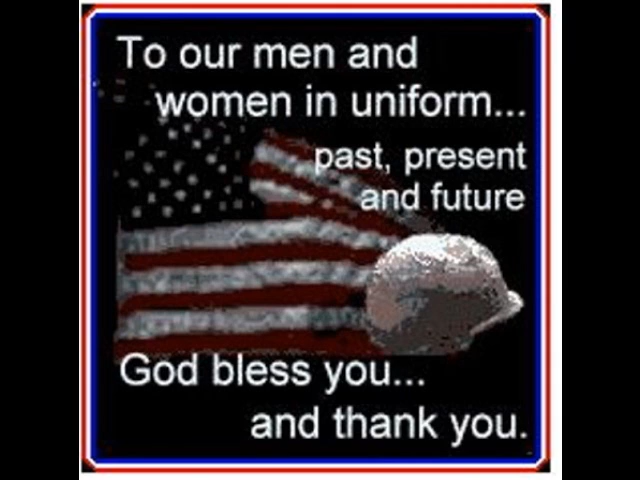 To our men and
women in uniform...
past, present
and future
God bless you...
and thank you.